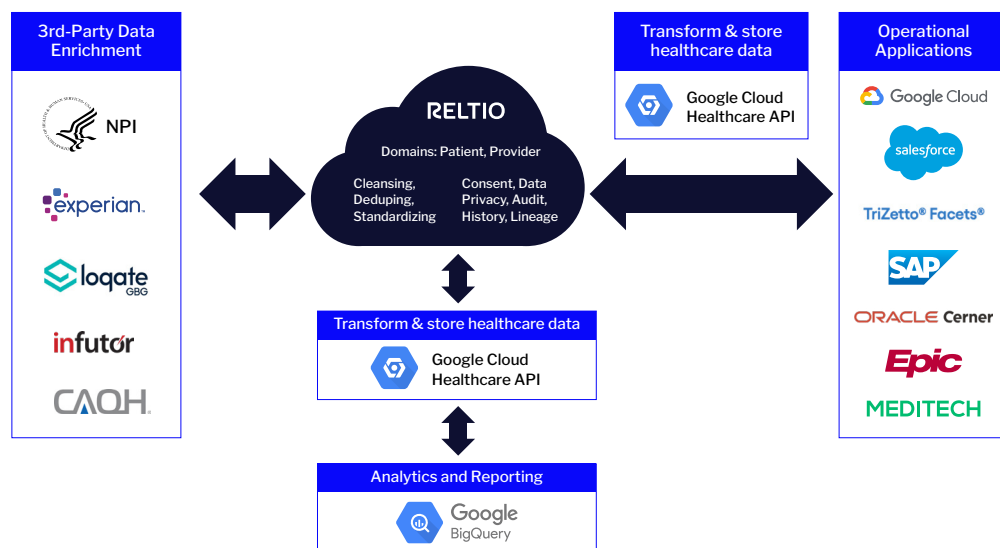 3rd-Party Data
Enrichment
NPI
experian.
loqate
GBG
infutor
CAQH
RELTIO
Domains: Patient, Provider
Cleansing,
Deduping,
Standardizing
Consent, Data
Privacy, Audit,
History, Lineage
Transform & store healthcare data
Google Cloud
Healthcare API
Analytics and Reporting
Google
BigQuery
Transform & store
healthcare data
Google Cloud
Healthcare API
Operational
Applications
Google Cloud
salesforce
TriZetto® Facets®
SAP
ORACLE Cerner
Epic
MEDITECH